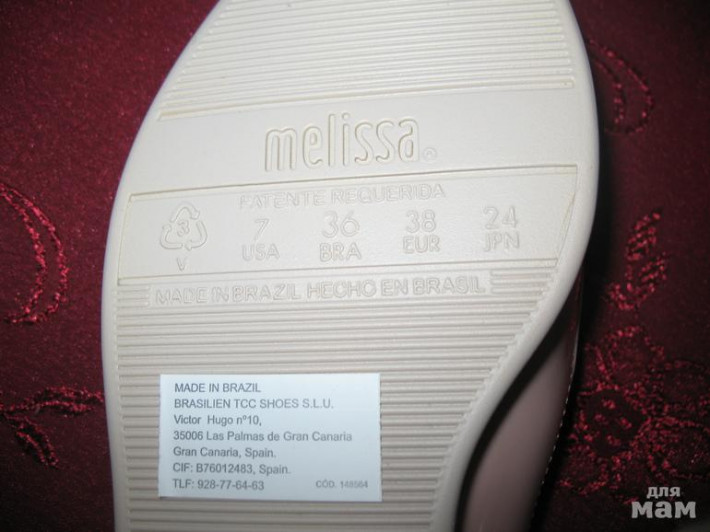 melissa®
PATENTE REQUERIDA
3
V
7 36 38 24
USA BRA EUR JPN
MADE IN BRAZIL HECHO EN BRASIL
MADE IN BRAZIL
BRASILIEN TCC SHOES S.L.U.
Victor Hugo nº10,
35006 Las Palmas de Gran Canaria
Gran Canaria, Spain.
CIF: B76012483, Spain.
TLF: 928-77-64-63 CÓD. 149564
для
мам